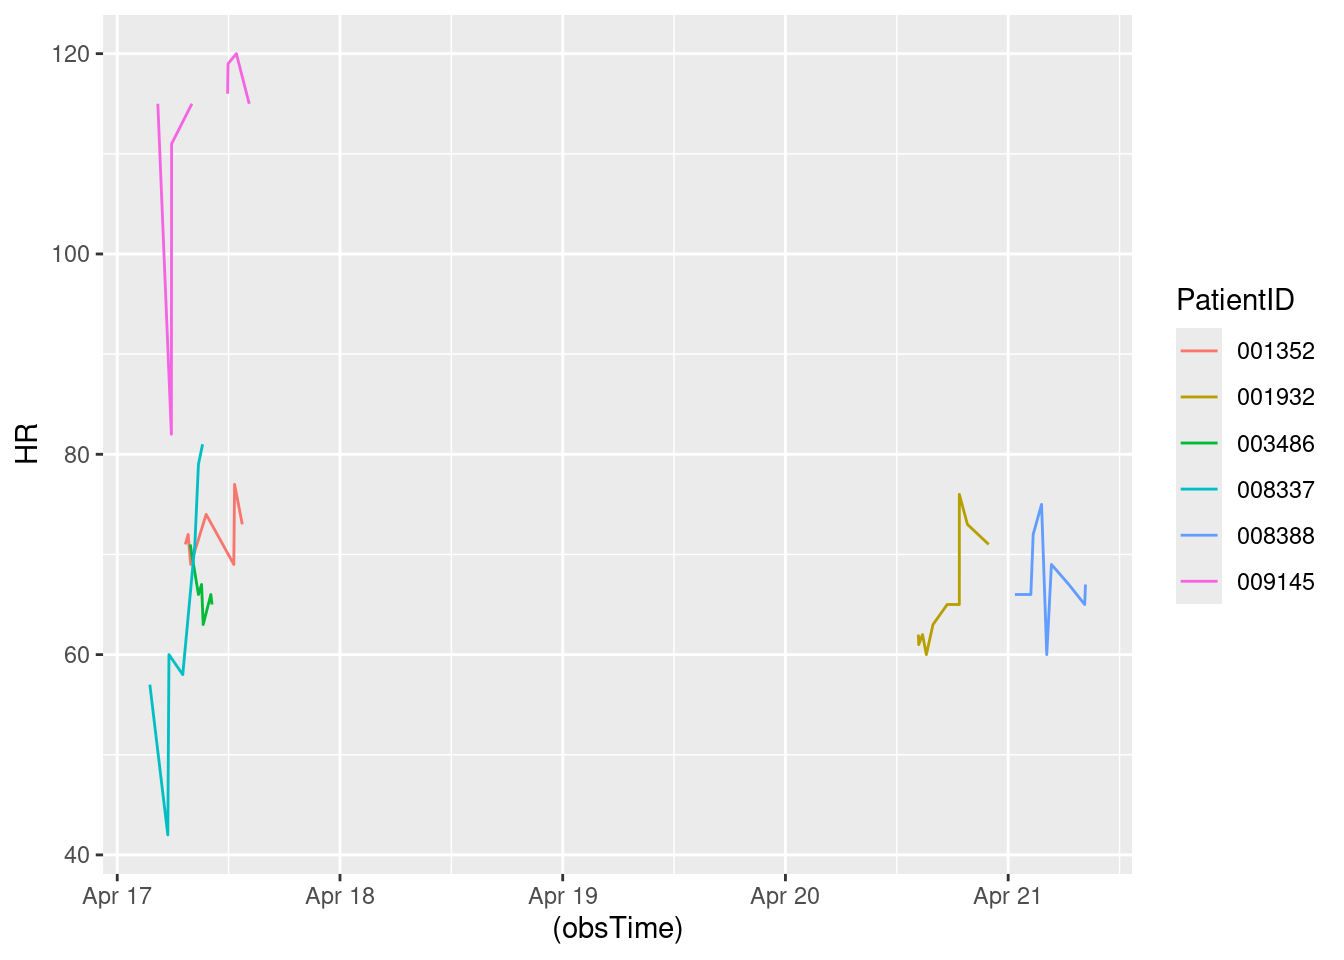 120
100
80
60
40
HR
Apr 17
Apr 18
Apr 19
Apr 20
Apr 21
(obsTime)
PatientID
001352
001932
003486
008337
008388
009145